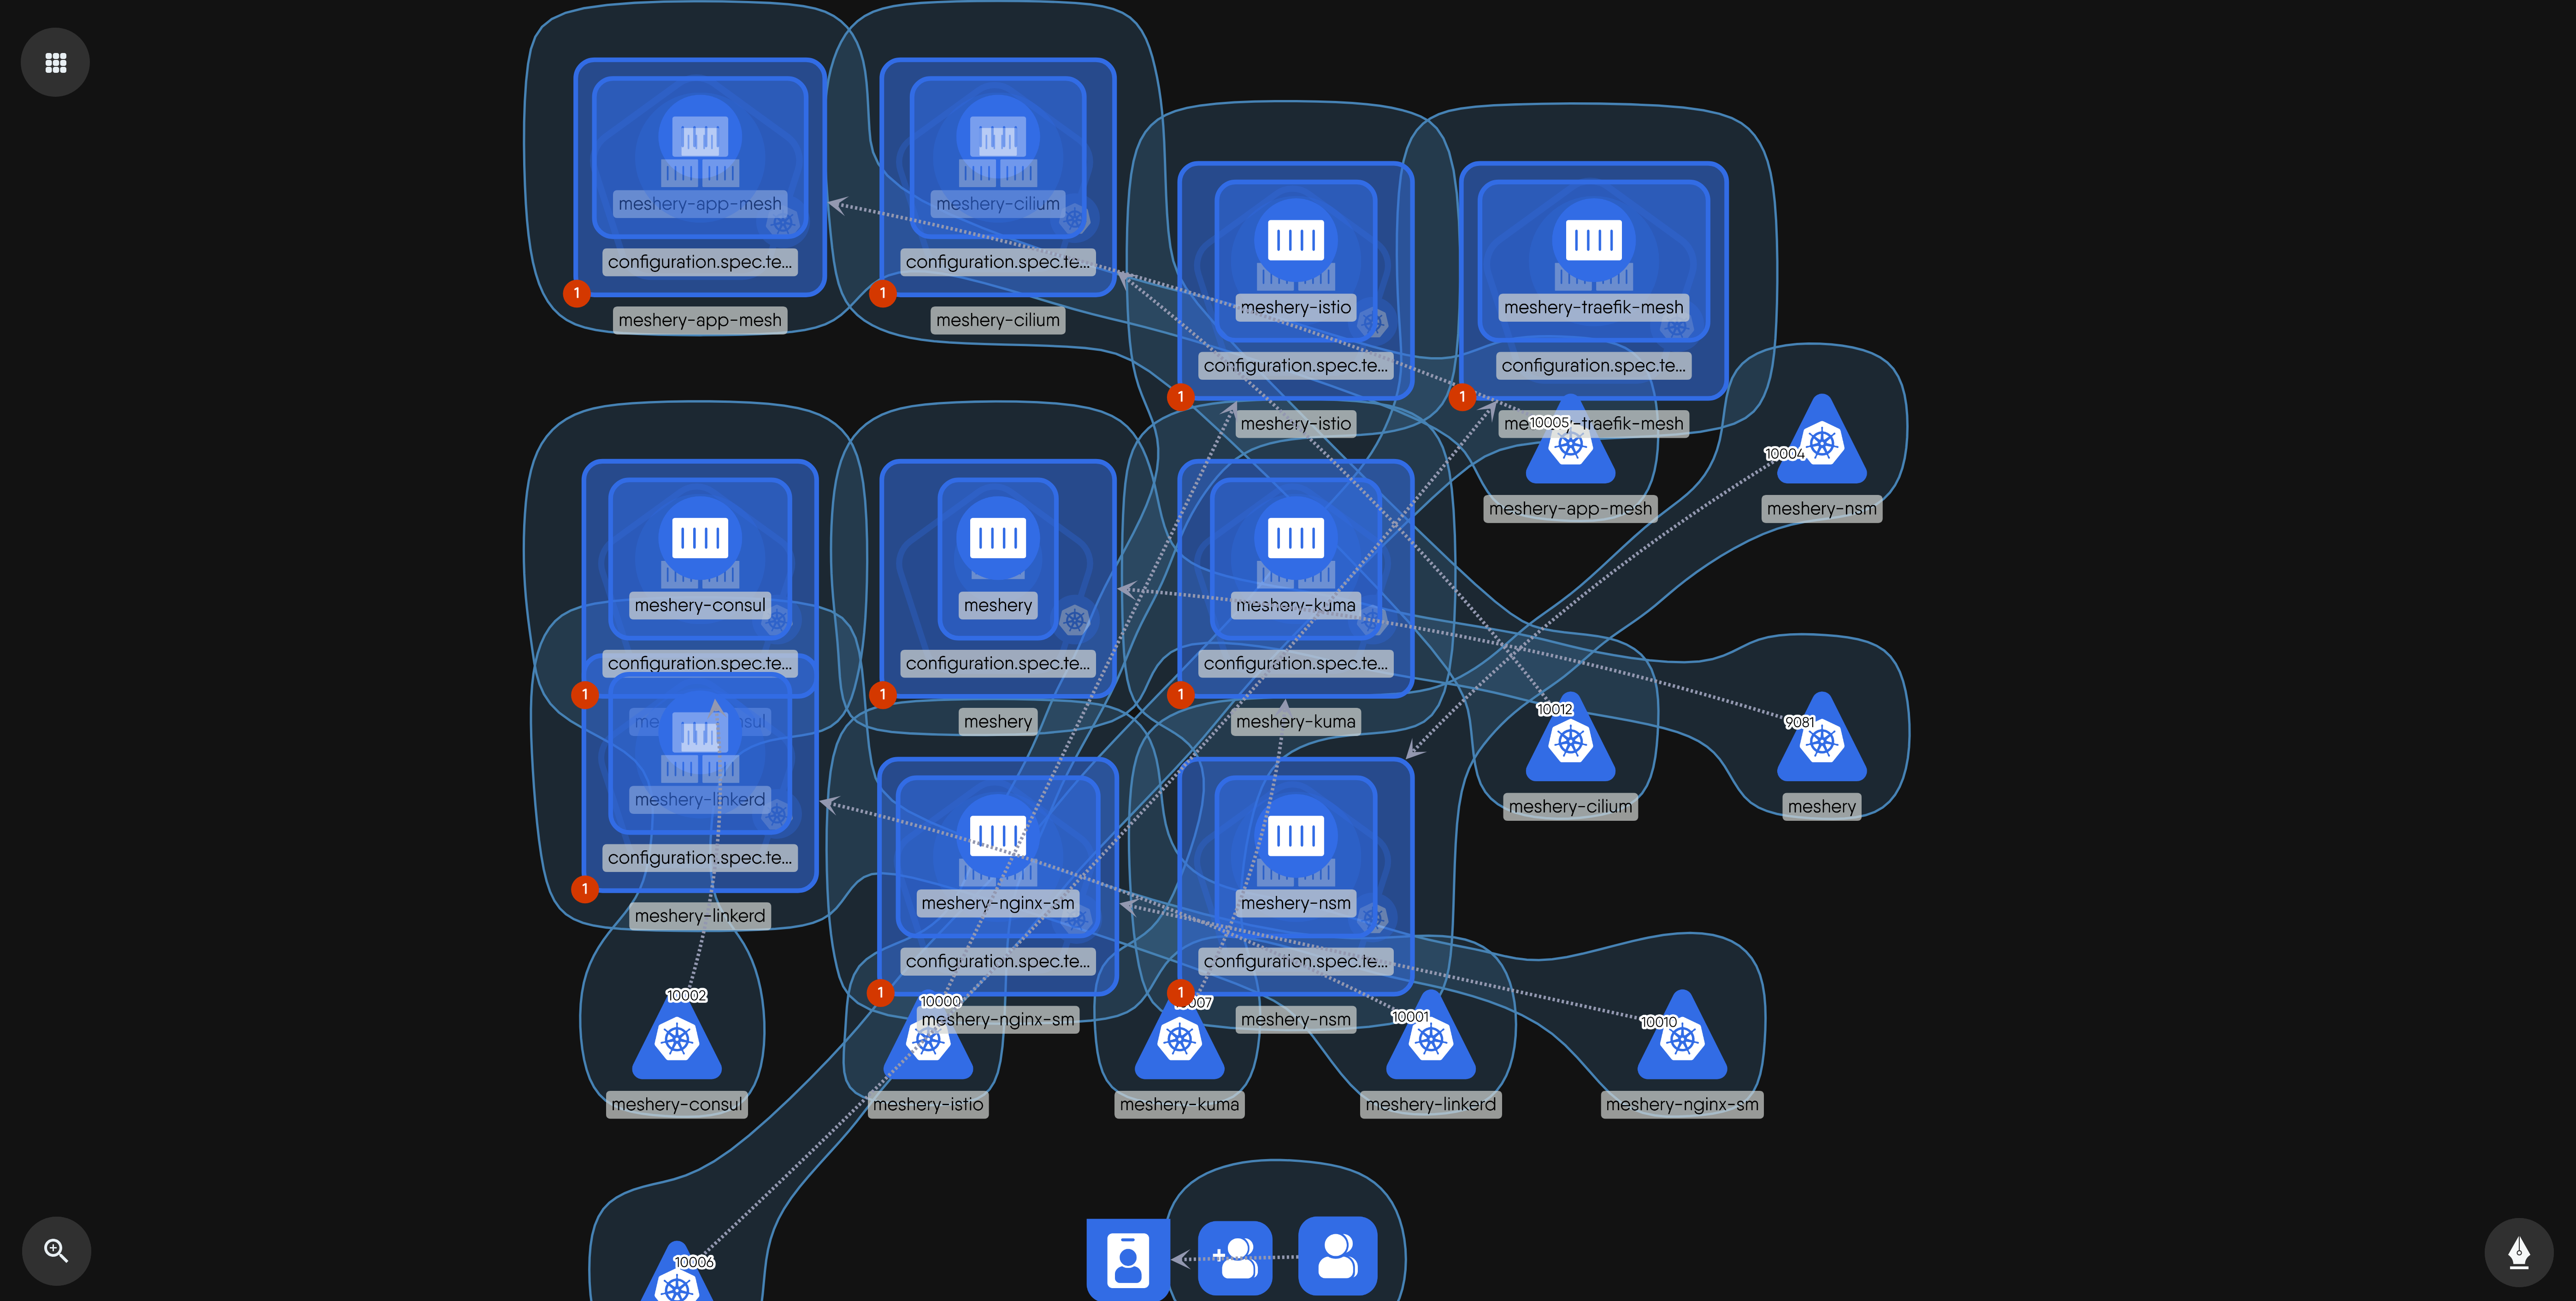 meshery-app-mesh
configuration.spec.te...
1
meshery-app-mesh
meshery-cilium
configuration.spec.te...
1
meshery-cilium
meshery-istio
configuration.spec.te...
1
meshery-istio
meshery-traefik-mesh
configuration.spec.te...
1
-traefik-mesh
10005
meshery-app-mesh
10004
meshery-nsm
meshery-consul
configuration.spec.te...
1
meshery
configuration.spec.te...
1
meshery
meshery-kuma
configuration.spec.te...
1
meshery-kuma
10012
meshery-cilium
9081
meshery
meshery-linkerd
configuration.spec.te...
1
meshery-linkerd
meshery-nginx-sm
configuration.spec.te...
1
meshery-nginx-sm
meshery-nsm
configuration.spec.te...
1
meshery-nsm
10002
meshery-consul
10000
meshery-istio
007
meshery-kuma
10001
meshery-linkerd
10010
meshery-nginx-sm
10006